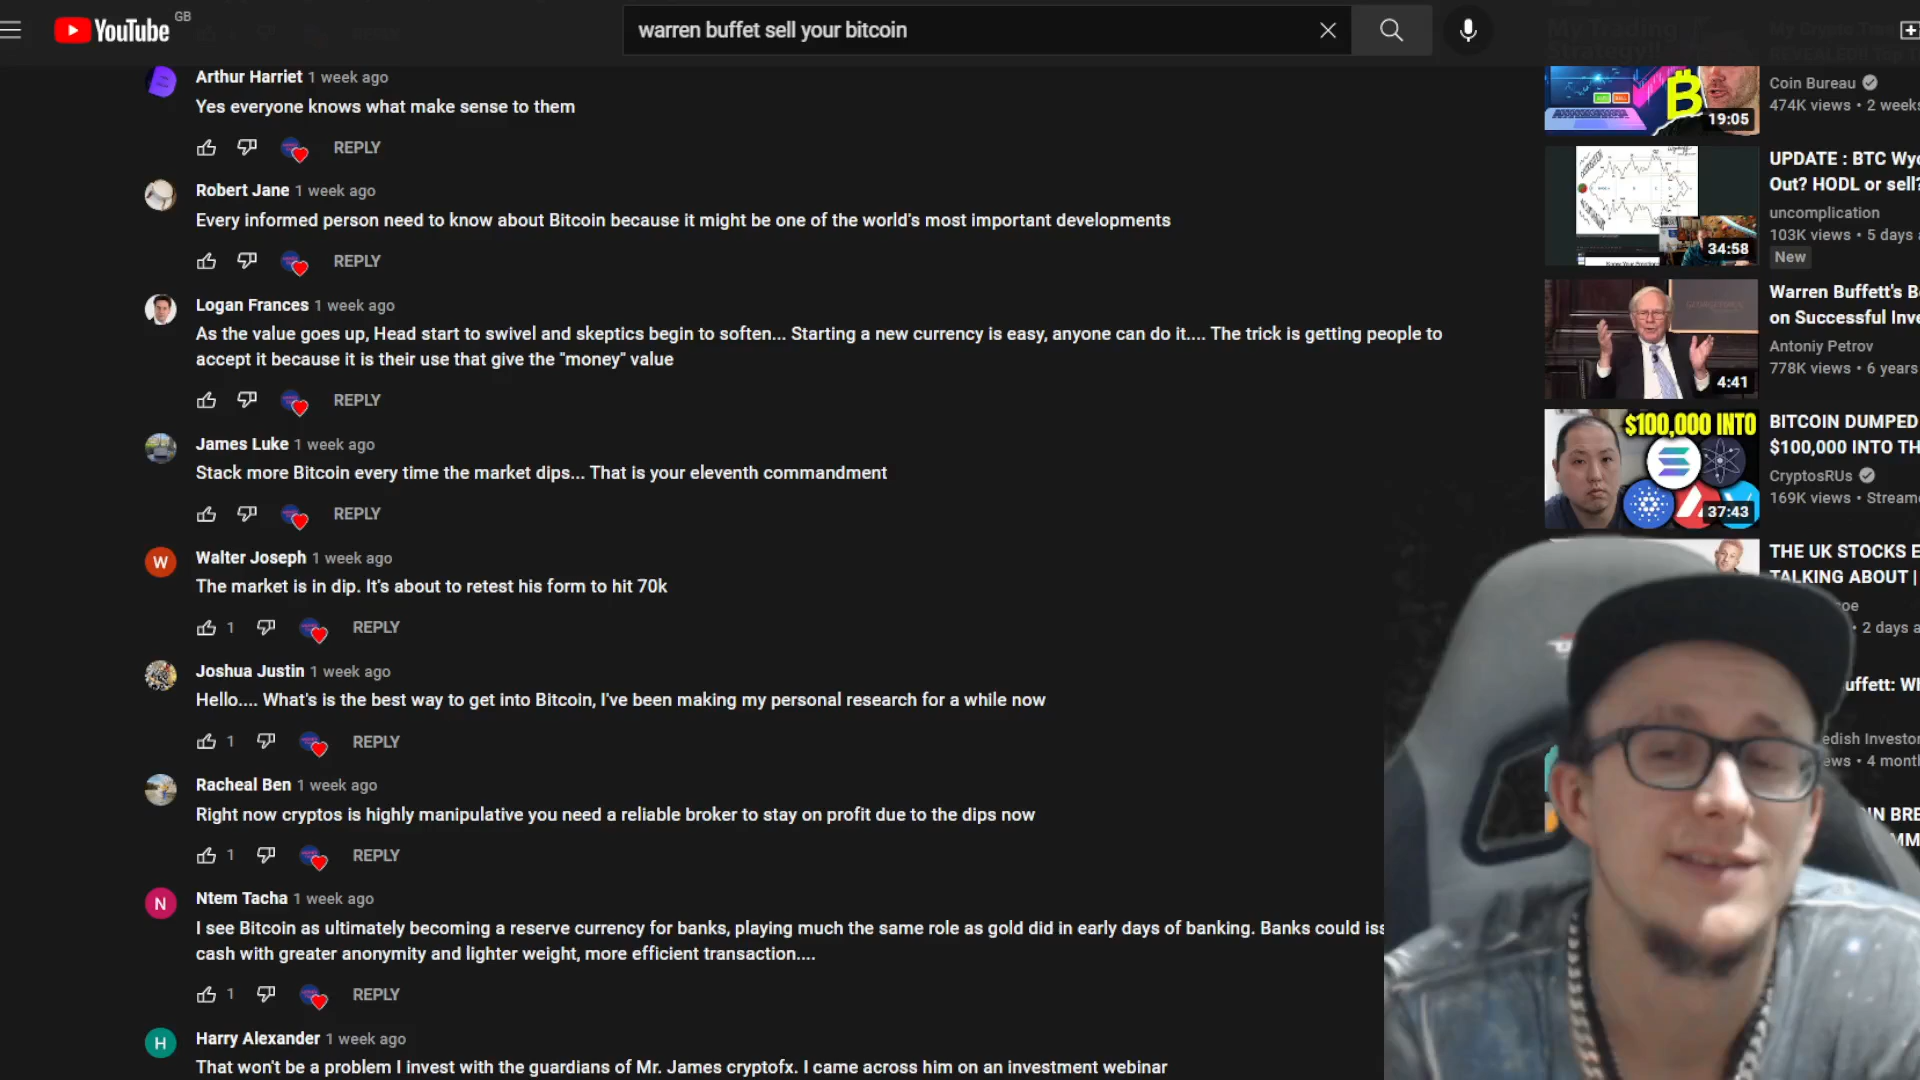 YouTube
GB
warren buffet sell your bitcoin
Arthur Harriet 1 week ago
Yes everyone knows what make sense to them
REPLY
Robert Jane 1 week ago
Every informed person need to know about Bitcoin because it might be one of the world's most important developments
REPLY
Logan Frances 1 week ago
As the value goes up, Head start to swivel and skeptics begin to soften... Starting a new currency is easy, anyone can do it.... The trick is getting people to
accept it because it is their use that give the "money" value
REPLY
James Luke 1 week ago
Stack more Bitcoin every time the market dips... That is your eleventh commandment
REPLY
W
Walter Joseph 1 week ago
The market is in dip. It's about to retest his form to hit 70k
1 REPLY
Joshua Justin 1 week ago
Hello.... What's is the best way to get into Bitcoin, I've been making my personal research for a while now
1 REPLY
Racheal Ben 1 week ago
Right now cryptos is highly manipulative you need a reliable broker to stay on profit due to the dips now
1 REPLY
N
Ntem Tacha 1 week ago
I see Bitcoin as ultimately becoming a reserve currency for banks, playing much the same role as gold did in early days of banking. Banks could iss
cash with greater anonymity and lighter weight, more efficient transaction....
1 REPLY
H
Harry Alexander 1 week ago
That won't be a problem I invest with the guardians of Mr. James cryptofx. I came across him on an investment webinar
My Trading
Strategy!!
Coin Bureau
474K views • 2 weeks
19:05
UPDATE : BTC Wyc
Out? HODL or sell?
uncomplication
103K views • 5 days a
New
34:58
Warren Buffett's Be
on Successful Inve
Antoniy Petrov
778K views • 6 years
4:41
$100,000 INTO
37:43
BITCOIN DUMPED
$100,000 INTO TH
CryptosRUs
169K views • Stream
THE UK STOCKS E
TALKING ABOUT |
oe
• 2 days a
uffett: Wh
edish Investor
ews • 4 month
IN BRE
MM